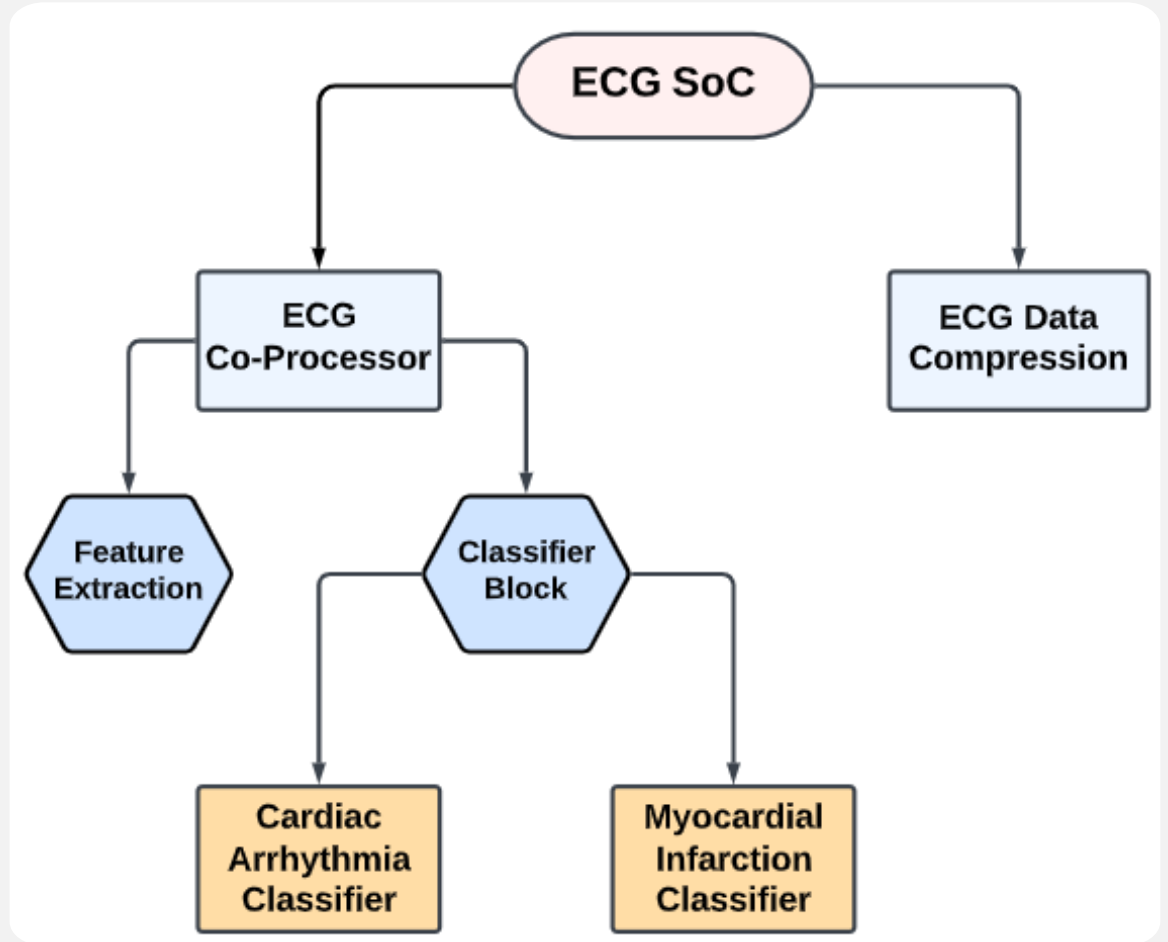 ECG SoC
ECG
Co-Processor
ECG Data
Compression
Feature
Extraction
Classifier
Block
Cardiac
Arrhythmia
Classifier
Myocardial
Infarction
Classifier